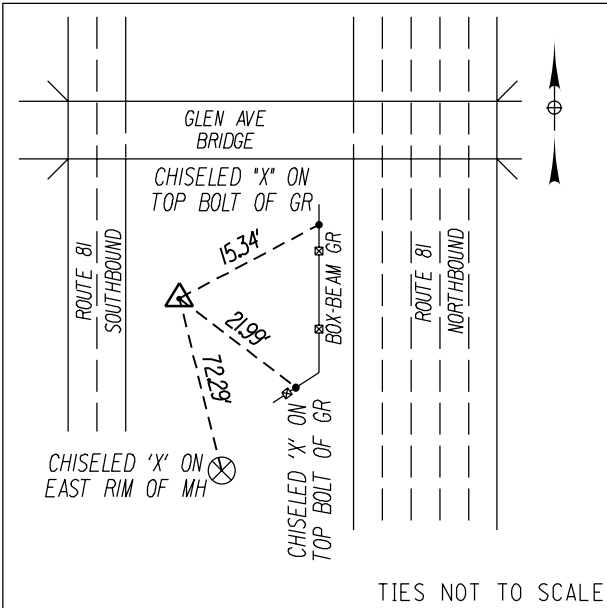 GLEN AVE
BRIDGE
CHISELED "X" ON
TOP BOLT OF GR
15.34'
BOX-BEAM GR
ROUTE 81
SOUTHBOUND
ROUTE 81
NORTHBOUND
21.99'
72.29'
CHISELED 'X' ON
EAST RIM OF MH
CHISELED 'X' ON
TOP BOLT OF GR
TIES NOT TO SCALE